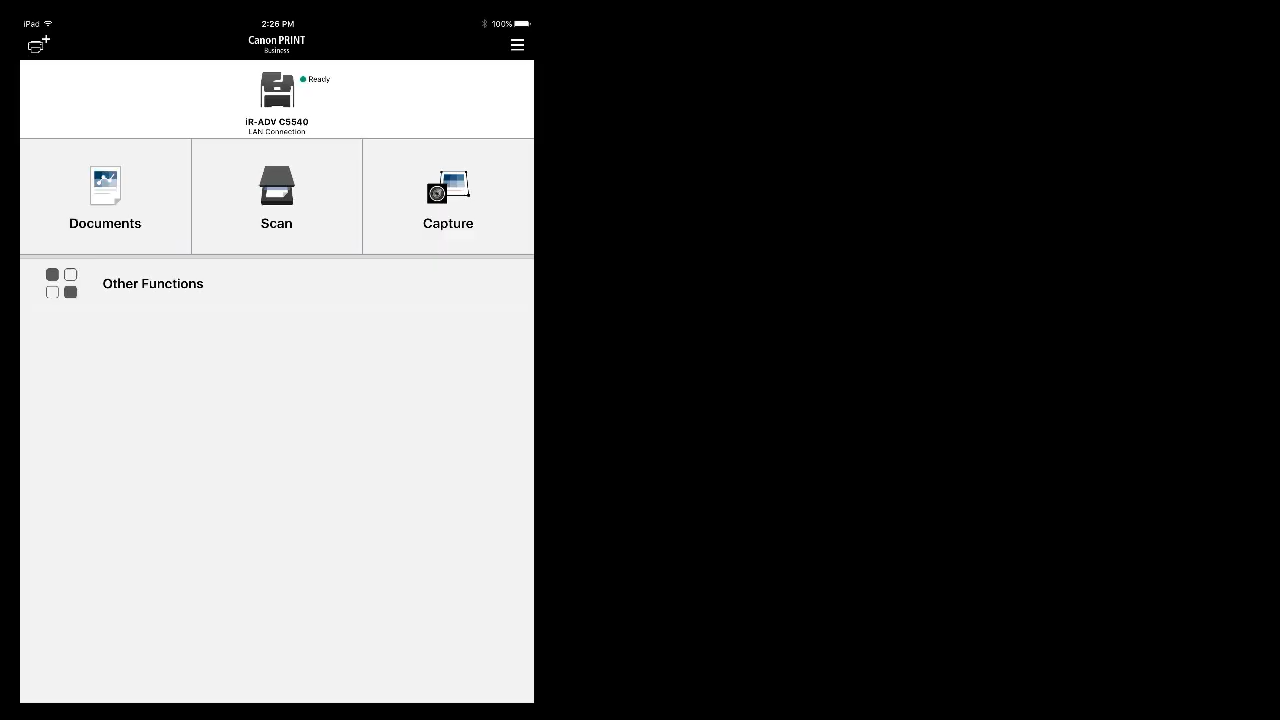 iPad 2:26 PM 100%
Canon PRINT
Business
Ready
iR-ADV C5540
LAN Connection
Documents Scan Capture
Other Functions